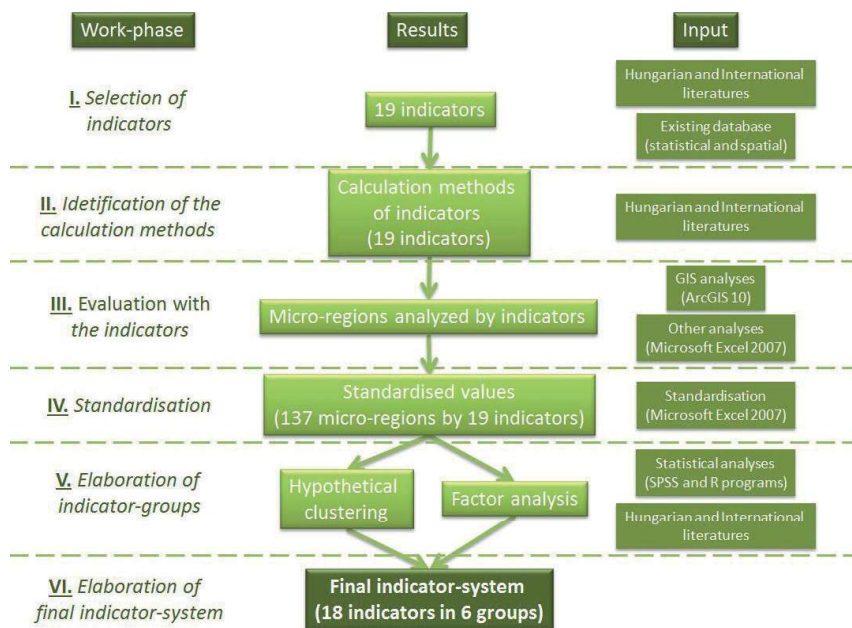 Work-phase
Results
Input
I. Selection of
indicators
19 indicators
Hungarian and International
literatures
Existing database
(statistical and spatial)
II. Idetification of the
calculation methods
Calculation methods
of indicators
(19 indicators)
Hungarian and International
literatures
III. Evaluation with
the indicators
Micro-regions analyzed by indicators
GIS analyses
(ArcGIS 10)
Other analyses
(Microsoft Excel 2007)
IV. Standardisation
Standardised values
(137 micro-regions by 19 indicators)
Standardisation
(Microsoft Excel 2007)
V. Elaboration of
indicator-groups
Hypothetical
clustering
Factor analysis
Statistical analyses
(SPSS and R programs)
Hungarian and International
literatures
VI. Elaboration of
final indicator-system
Final indicator-system
(18 indicators in 6 groups)